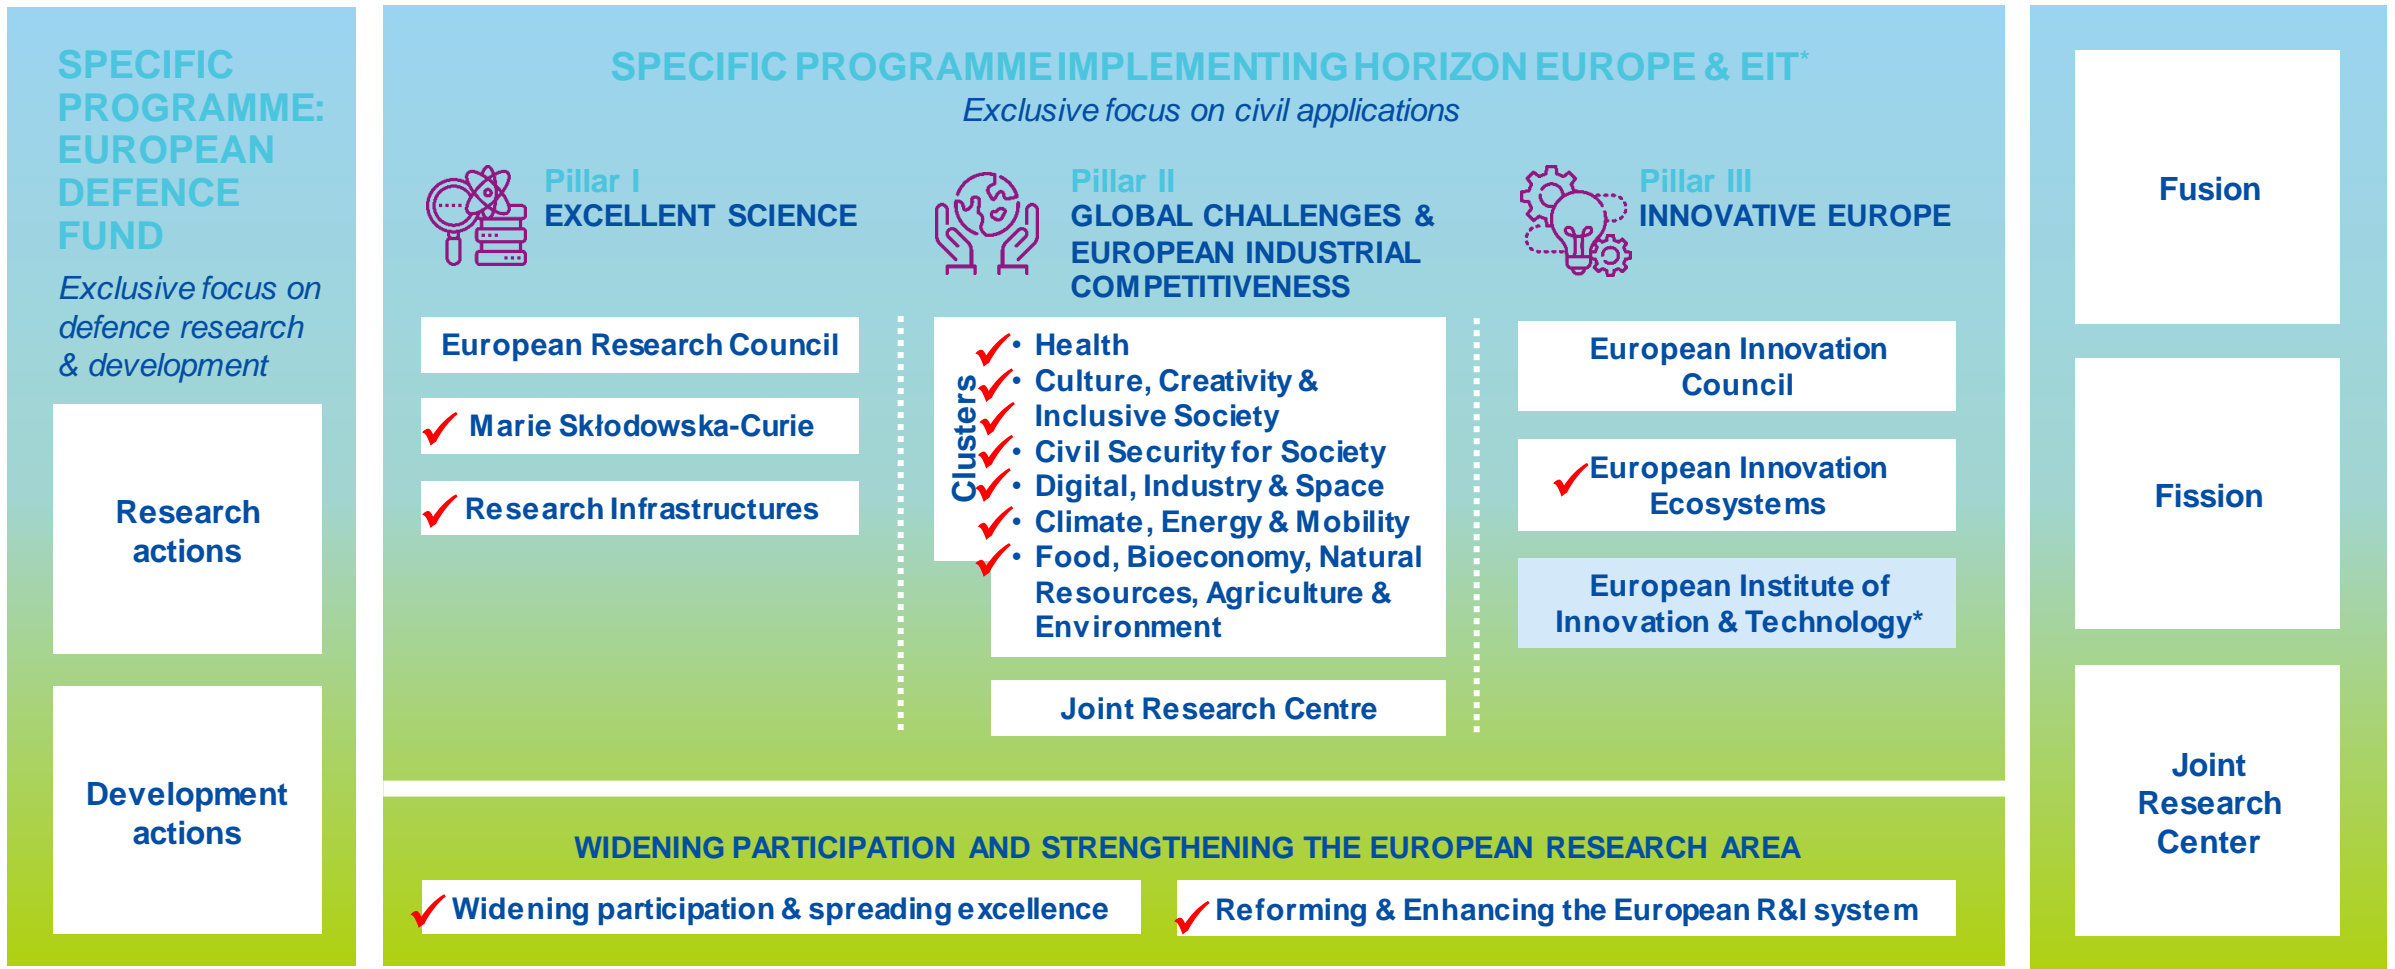 SPECIFIC
PROGRAMME:
EUROPEAN
DEFENCE
FUND
Exclusive focus on
defence research
& development
Research
actions
Development
actions
SPECIFIC PROGRAMME IMPLEMENTING HORIZON EUROPE & EIT*
Exclusive focus on civil applications
Pillar I
EXCELLENT SCIENCE
European Research Council
Marie Skłodowska-Curie
Research Infrastructures
Pillar II
GLOBAL CHALLENGES &
EUROPEAN INDUSTRIAL
COMPETITIVENESS
Clusters
• Health
• Culture, Creativity &
• Inclusive Society
• Civil Security for Society
• Digital, Industry & Space
• Climate, Energy & Mobility
• Food, Bioeconomy, Natural
Resources, Agriculture &
Environment
Joint Research Centre
Pillar III
INNOVATIVE EUROPE
European Innovation
Council
European Innovation
Ecosystems
European Institute of
Innovation & Technology*
WIDENING PARTICIPATION AND STRENGTHENING THE EUROPEAN RESEARCH AREA
Widening participation & spreading excellence
Reforming & Enhancing the European R&I system
Fusion
Fission
Joint
Research
Center